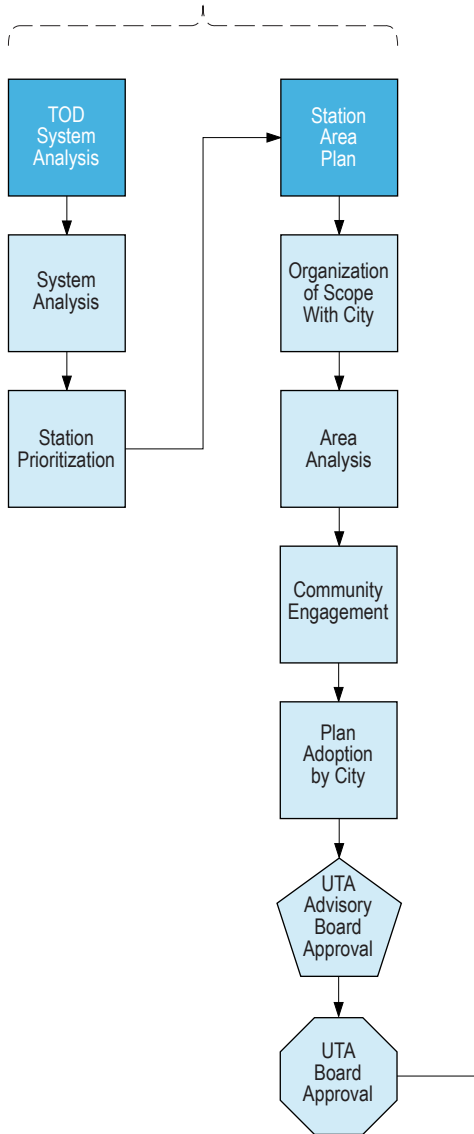 TOD
System
Analysis
System
Analysis
Station
Prioritization
Station
Area
Plan
Organization
of Scope
With City
Area
Analysis
Community
Engagement
Plan
Adoption
by City
UTA
Advisory
Board
Approval
UTA
Board
Approval